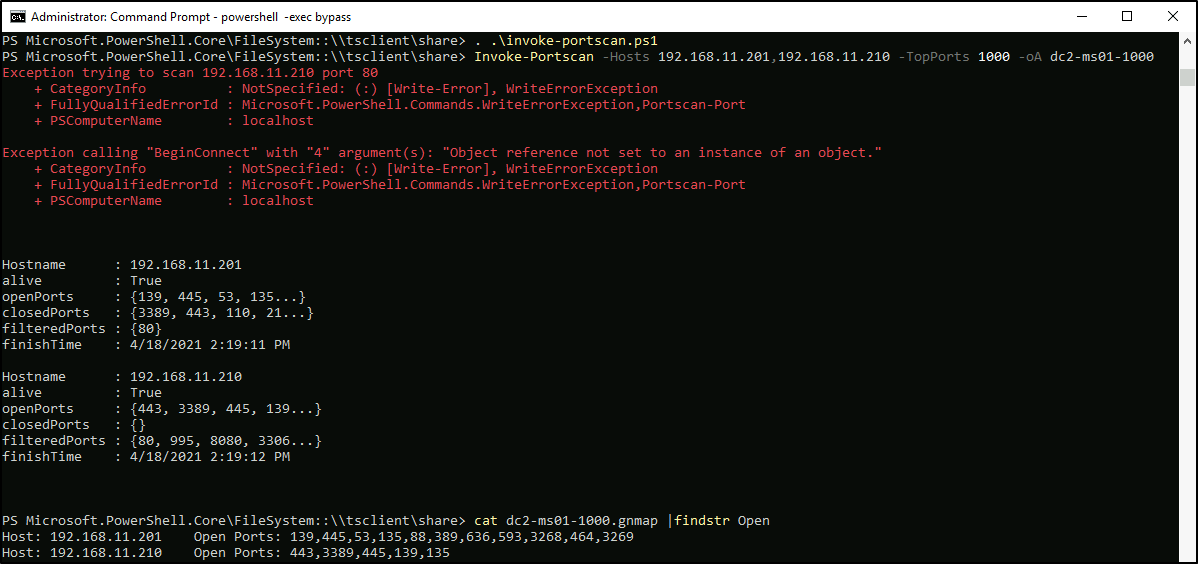 Administrator: Command Prompt - powershell  -exec bypass
PS Microsoft.PowerShell.Core\FileSystem::\\tsclient\share> . .\invoke-portscan.ps1
PS Microsoft.PowerShell.Core\FileSystem::\\tsclient\share> Invoke-Portscan -Hosts 192.168.11.201,192.168.11.210 -TopPorts 1000 -oA dc2-ms01-1000
Exception trying to scan 192.168.11.210 port 80
    + CategoryInfo          : NotSpecified: (:) [Write-Error], WriteErrorException
    + FullyQualifiedErrorId : Microsoft.PowerShell.Commands.WriteErrorException,Portscan-Port
    + PSComputerName        : localhost
Exception calling "BeginConnect" with "4" argument(s): "Object reference not set to an instance of an object."
    + CategoryInfo          : NotSpecified: (:) [Write-Error], WriteErrorException
    + FullyQualifiedErrorId : Microsoft.PowerShell.Commands.WriteErrorException,Portscan-Port
    + PSComputerName        : localhost
Hostname      : 192.168.11.201
alive         : True
openPorts     : {139, 445, 53, 135...}
closedPorts   : {3389, 443, 110, 21...}
filteredPorts : {80}
finishTime    : 4/18/2021 2:19:11 PM
Hostname      : 192.168.11.210
alive         : True
openPorts     : {443, 3389, 445, 139...}
closedPorts   : {}
filteredPorts : {80, 995, 8080, 3306...}
finishTime    : 4/18/2021 2:19:12 PM
PS Microsoft.PowerShell.Core\FileSystem::\\tsclient\share> cat dc2-ms01-1000.gnmap |findstr Open
Host: 192.168.11.201    Open Ports: 139,445,53,135,88,389,636,593,3268,464,3269
Host: 192.168.11.210    Open Ports: 443,3389,445,139,135